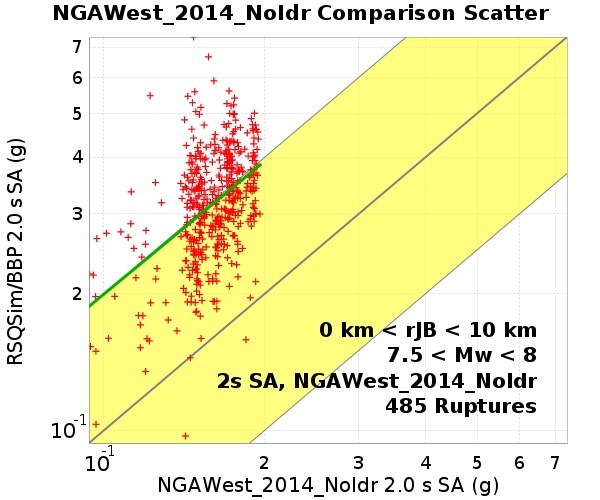 NGAWest_2014_NoIdr Comparison Scatter
RSQSim/BBP 2.0 s SA (g)
7
6
5
4
3
2
10⁻¹
0 km < rJB < 10 km
7.5 < Mw < 8
2s SA, NGAWest_2014_NoIdr
485 Ruptures
10⁻¹ 2 3 4 5 6 7
NGAWest_2014_NoIdr 2.0 s SA (g)